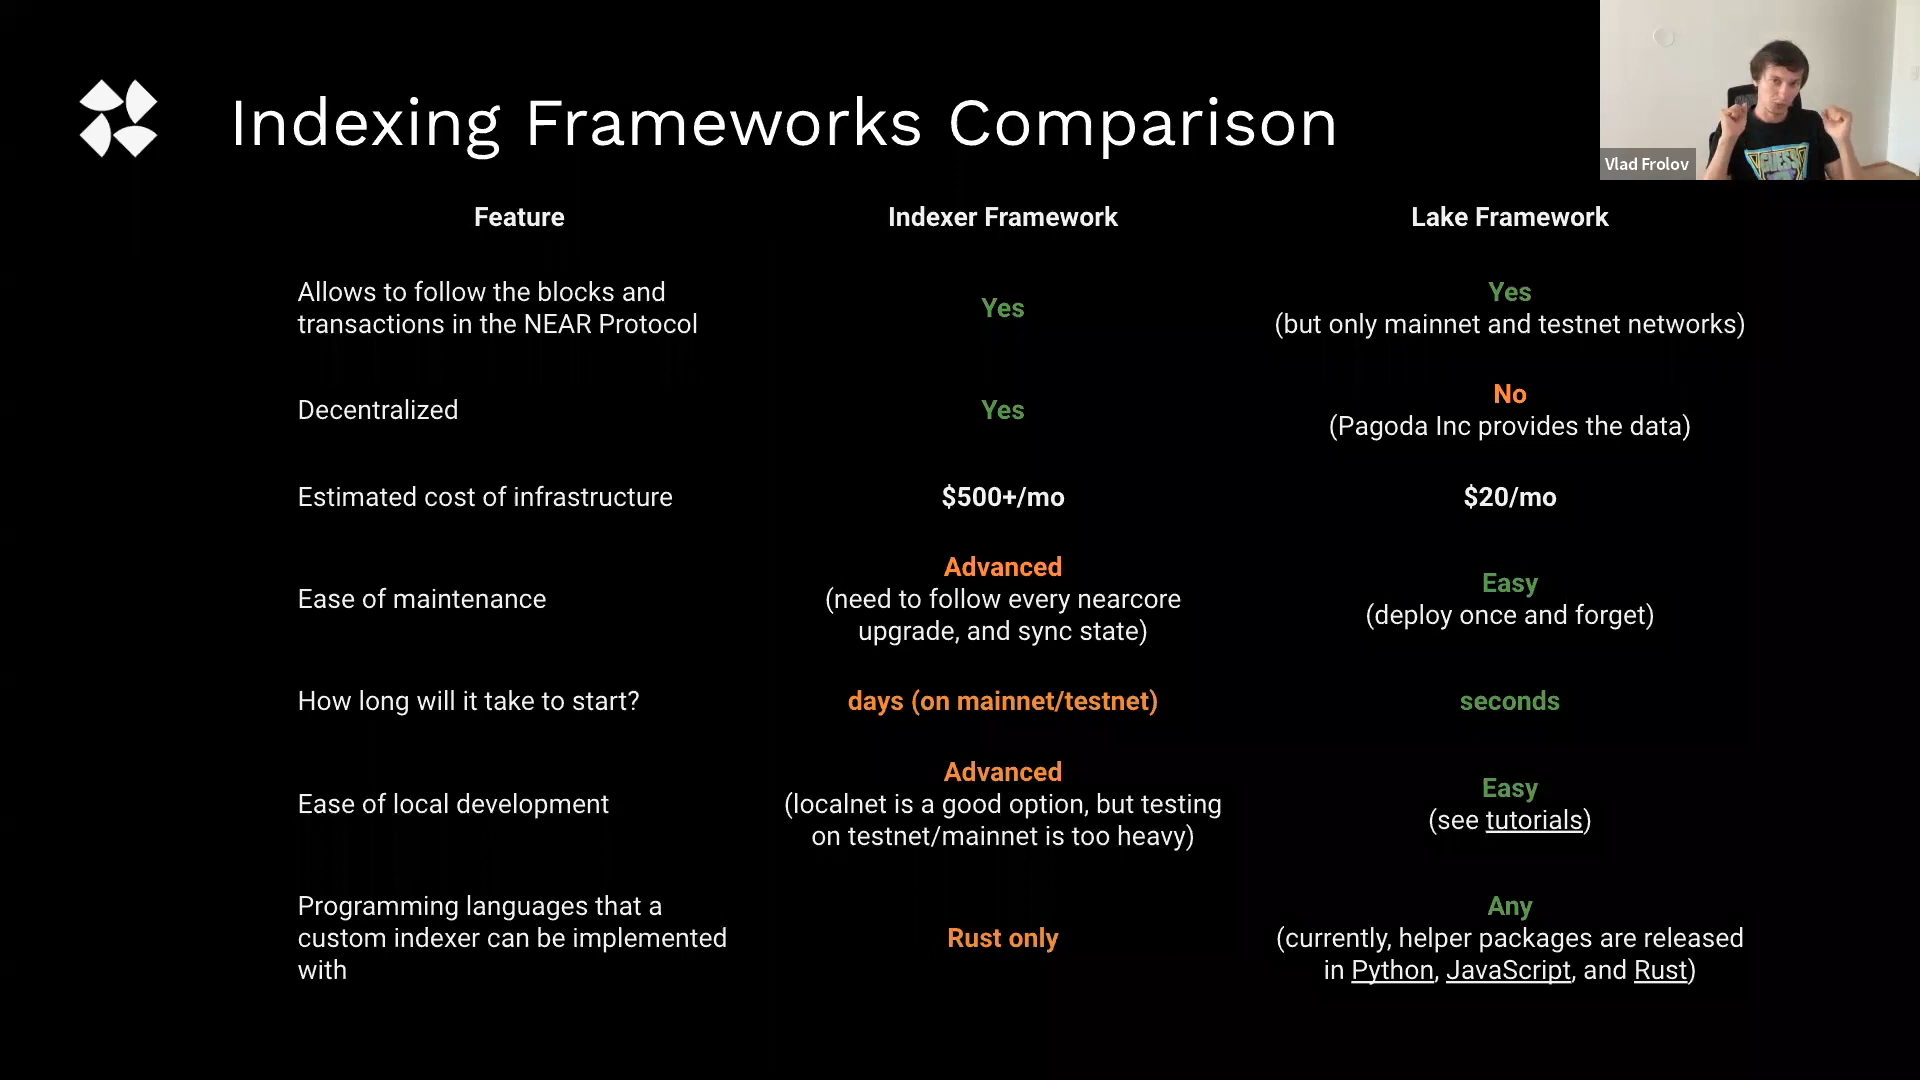 Indexing Frameworks Comparison
Vlad Frolov
Feature
Indexer Framework
Lake Framework
Allows to follow the blocks and
transactions in the NEAR Protocol
Yes
Yes
(but only mainnet and testnet networks)
Decentralized
Yes
No
(Pagoda Inc provides the data)
Estimated cost of infrastructure
$500+/mo
$20/mo
Ease of maintenance
Advanced
(need to follow every nearcore
upgrade, and sync state)
Easy
(deploy once and forget)
How long will it take to start?
days (on mainnet/testnet)
seconds
Ease of local development
Advanced
(localnet is a good option, but testing
on testnet/mainnet is too heavy)
Easy
(see tutorials)
Programming languages that a
custom indexer can be implemented
with
Rust only
Any
(currently, helper packages are released
in Python, JavaScript, and Rust)